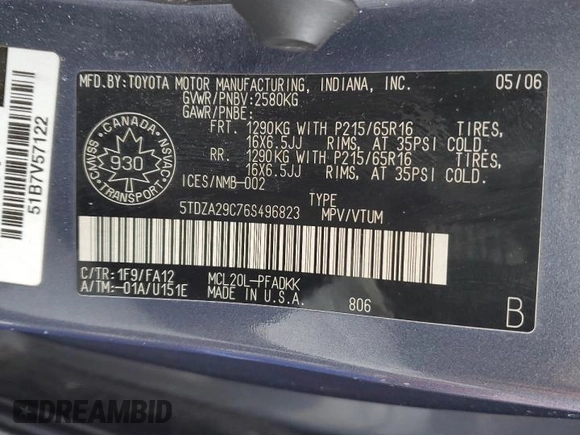 MFD.BY:TOYOTA MOTOR MANUFACTURING, INDIANA, INC. 05/06
GVWR/PNBV:2580KG
GAWR/PNBE:
FRT. 1290KG WITH P215/65R16 TIRES,
16X6.5JJ RIMS, AT 35PSI COLD.
RR. 1290KG WITH P215/65R16 TIRES,
16X6.5JJ RIMS, AT 35PSI COLD.
ICES/NMB-002
CANADA
CMVSS 930 NSVAC
TRANSPORT
TYPE
5TDZA29C76S496823 MPV/VTUM
C/TR:1F9/FA12 MCL20L-PFADKK
A/TM:-01A/U151E MADE IN U.S.A. 806
B
51B7V57122
DREAMBID